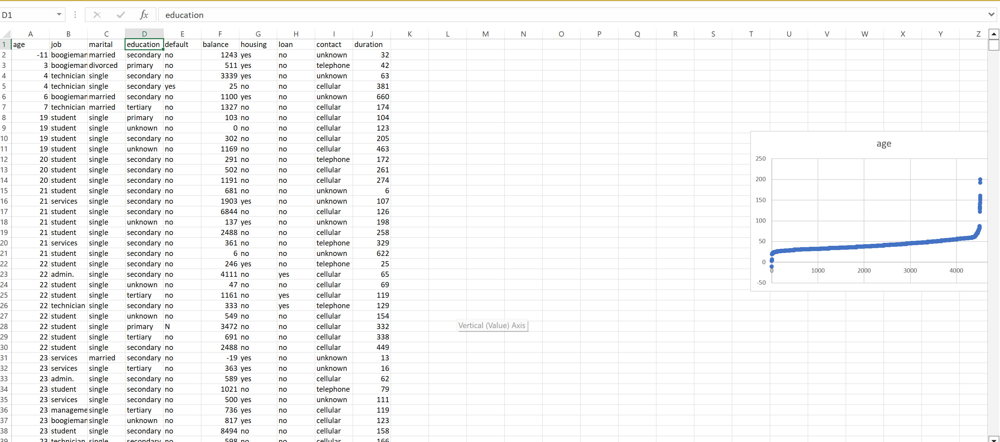 D1 fx education
A B C D E F G H I J K L M N O P Q R S T U V W X Y Z
1 age job marital education default balance housing loan contact duration
2 -11 boogieman married secondary no 1243 yes no unknown 32
3 3 boogieman divorced primary no 511 yes no telephone 42
4 4 technician single secondary no 3339 yes no unknown 63
5 4 technician single secondary yes 25 no no cellular 381
6 6 boogieman married secondary no 1100 yes no unknown 660
7 7 technician married tertiary no 1327 no no cellular 174
8 19 student single primary no 103 no no cellular 104
9 19 student single unknown no 0 no no cellular 123
10 19 student single secondary no 302 no no cellular 205
11 19 student single unknown no 1169 no no cellular 463
12 20 student single secondary no 291 no no telephone 172
13 20 student single secondary no 502 no no cellular 261
14 20 student single secondary no 1191 no no cellular 274
15 21 student single secondary no 681 no no unknown 6
16 21 services single secondary no 1903 yes no unknown 107
17 21 student single secondary no 6844 no no cellular 126
18 21 student single unknown no 137 yes no unknown 198
19 21 student single secondary no 2488 no no cellular 258
20 21 services single secondary no 361 no no telephone 329
21 21 student single secondary no 6 no no unknown 622
22 22 student single secondary no 246 yes no telephone 25
23 22 admin. single secondary no 4111 no yes cellular 65
24 22 student single unknown no 47 no no cellular 69
25 22 student single tertiary no 1161 no yes cellular 119
26 22 technician single secondary no 333 no yes telephone 129
27 22 student single unknown no 549 no no cellular 154
28 22 student single primary N 3472 no no cellular 332
29 22 student single tertiary no 691 no no cellular 338
30 22 student single secondary no 2488 no no cellular 449
31 23 services married secondary no -19 yes no unknown 13
32 23 services single tertiary no 363 yes no unknown 16
33 23 admin. single secondary no 589 yes no cellular 62
34 23 student single secondary no 1021 no no telephone 79
35 23 services single secondary no 500 yes no unknown 111
36 23 manageme single tertiary no 736 yes no cellular 119
37 23 boogieman single unknown no 817 yes no cellular 123
38 23 student single secondary no 8494 no no cellular 158
39 23 technician single secondary no 598 no no cellular 166
age
250
200
150
100
50
0
-50
0 1000 2000 3000 4000
Vertical (Value) Axis